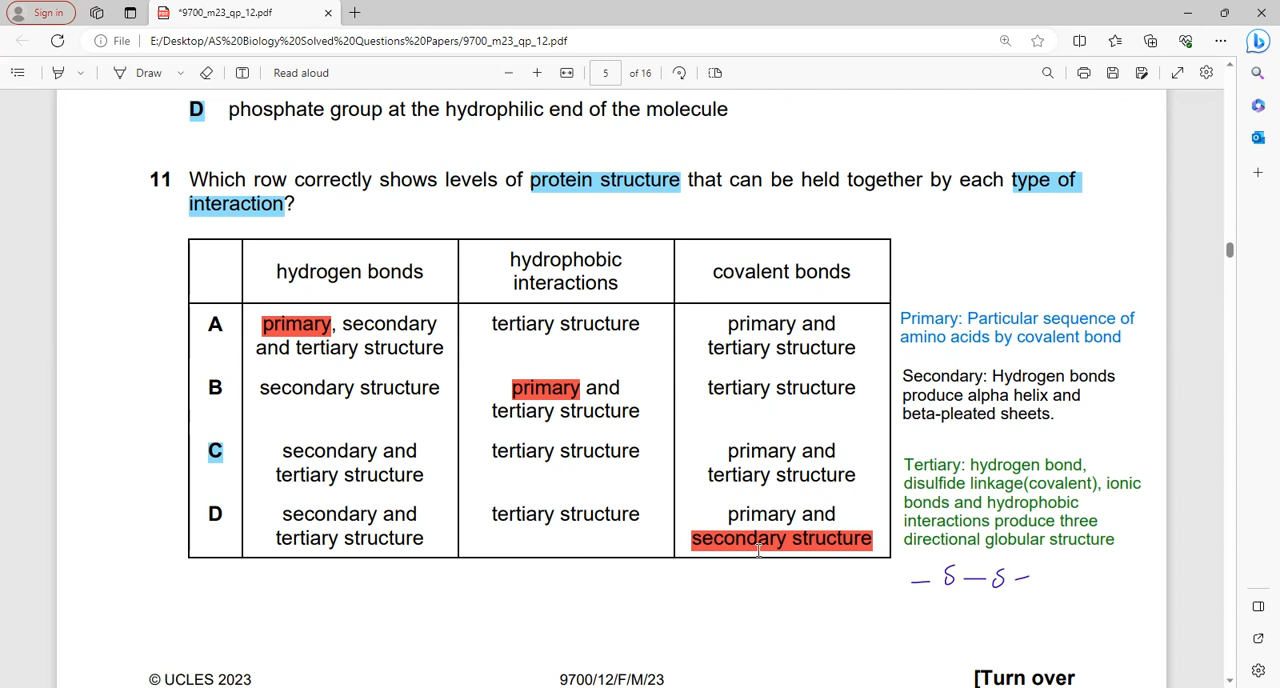 Sign in
*9700_m23_qp_12.pdf
File
E:/Desktop/AS%20Biology%20Solved%20Questions%20Papers/9700_m23_qp_12.pdf
Draw
Read aloud
5
of 16
D phosphate group at the hydrophilic end of the molecule
11 Which row correctly shows levels of protein structure that can be held together by each type of
interaction?
hydrogen bonds
hydrophobic
interactions
covalent bonds
A
primary, secondary
and tertiary structure
tertiary structure
primary and
tertiary structure
B
secondary structure
primary and
tertiary structure
tertiary structure
C
secondary and
tertiary structure
tertiary structure
primary and
tertiary structure
D
secondary and
tertiary structure
tertiary structure
primary and
secondary structure
Primary: Particular sequence of
amino acids by covalent bond
Secondary: Hydrogen bonds
produce alpha helix and
beta-pleated sheets.
Tertiary: hydrogen bond,
disulfide linkage(covalent), ionic
bonds and hydrophobic
interactions produce three
directional globular structure
– S – S –
© UCLES 2023
9700/12/F/M/23
[Turn over